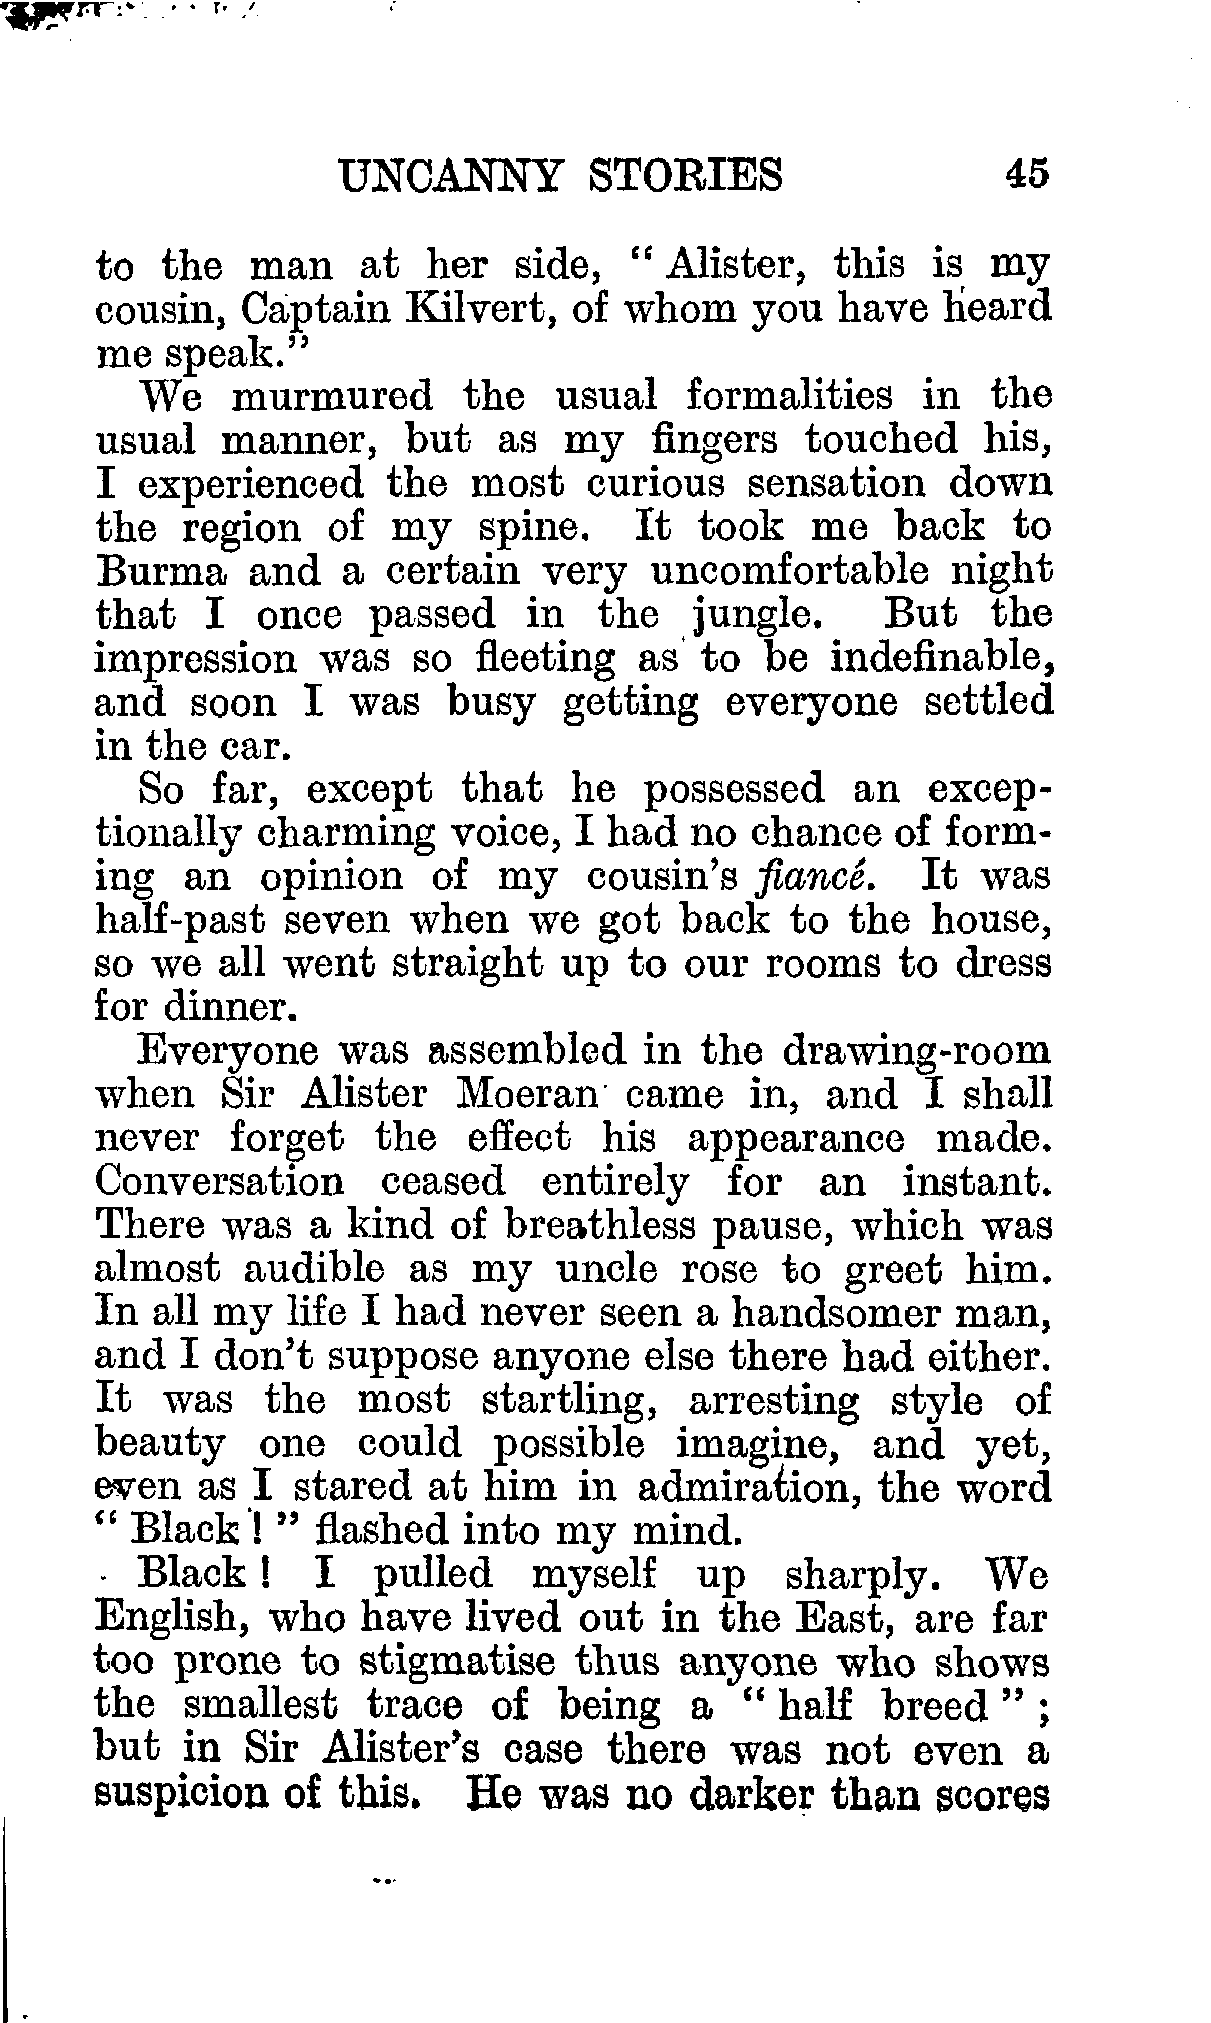 UNCANNY STORIES 45
to the man at her side, " Alister, this is my
cousin, Captain Kilvert, of whom you have heard
me speak."
We murmured the usual formalities in the
usual manner, but as my fingers touched his,
I experienced the most curious sensation down
the region of my spine. It took me back to
Burma and a certain very uncomfortable night
that I once passed in the jungle. But the
impression was so fleeting as to be indefinable,
and soon I was busy getting everyone settled
in the car.
So far, except that he possessed an excep-
tionally charming voice, I had no chance of form-
ing an opinion of my cousin's fiancé. It was
half-past seven when we got back to the house,
so we all went straight up to our rooms to dress
for dinner.
Everyone was assembled in the drawing-room
when Sir Alister Moeran came in, and I shall
never forget the effect his appearance made.
Conversation ceased entirely for an instant.
There was a kind of breathless pause, which was
almost audible as my uncle rose to greet him.
In all my life I had never seen a handsomer man,
and I don't suppose anyone else there had either.
It was the most startling, arresting style of
beauty one could possible imagine, and yet,
even as I stared at him in admiration, the word
" Black ! " flashed into my mind.
Black ! I pulled myself up sharply. We
English, who have lived out in the East, are far
too prone to stigmatise thus anyone who shows
the smallest trace of being a " half breed " ;
but in Sir Alister's case there was not even a
suspicion of this. He was no darker than scores